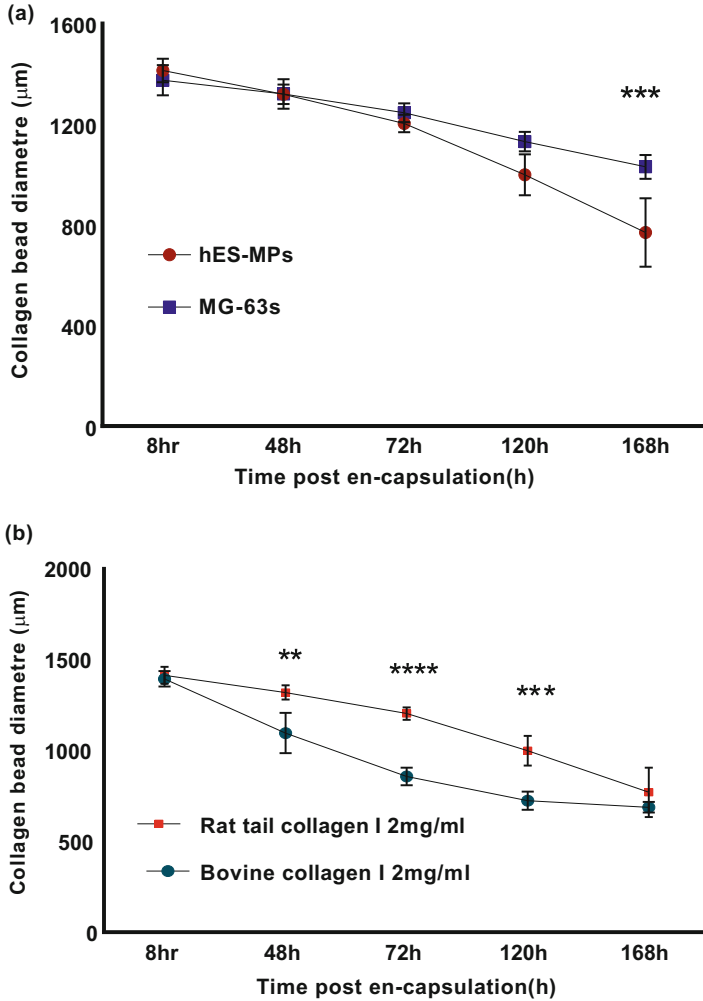 (a)
1600
1200
800
400
0
Collagen bead diametre (μm)
***
hES-MPs
MG-63s
8hr 48h 72h 120h 168h
Time post en-capsulation(h)
(b)
2000
1500
1000
500
0
Collagen bead diametre (μm)
** **** ***
Rat tail collagen I 2mg/ml
Bovine collagen I 2mg/ml
8hr 48h 72h 120h 168h
Time post en-capsulation(h)